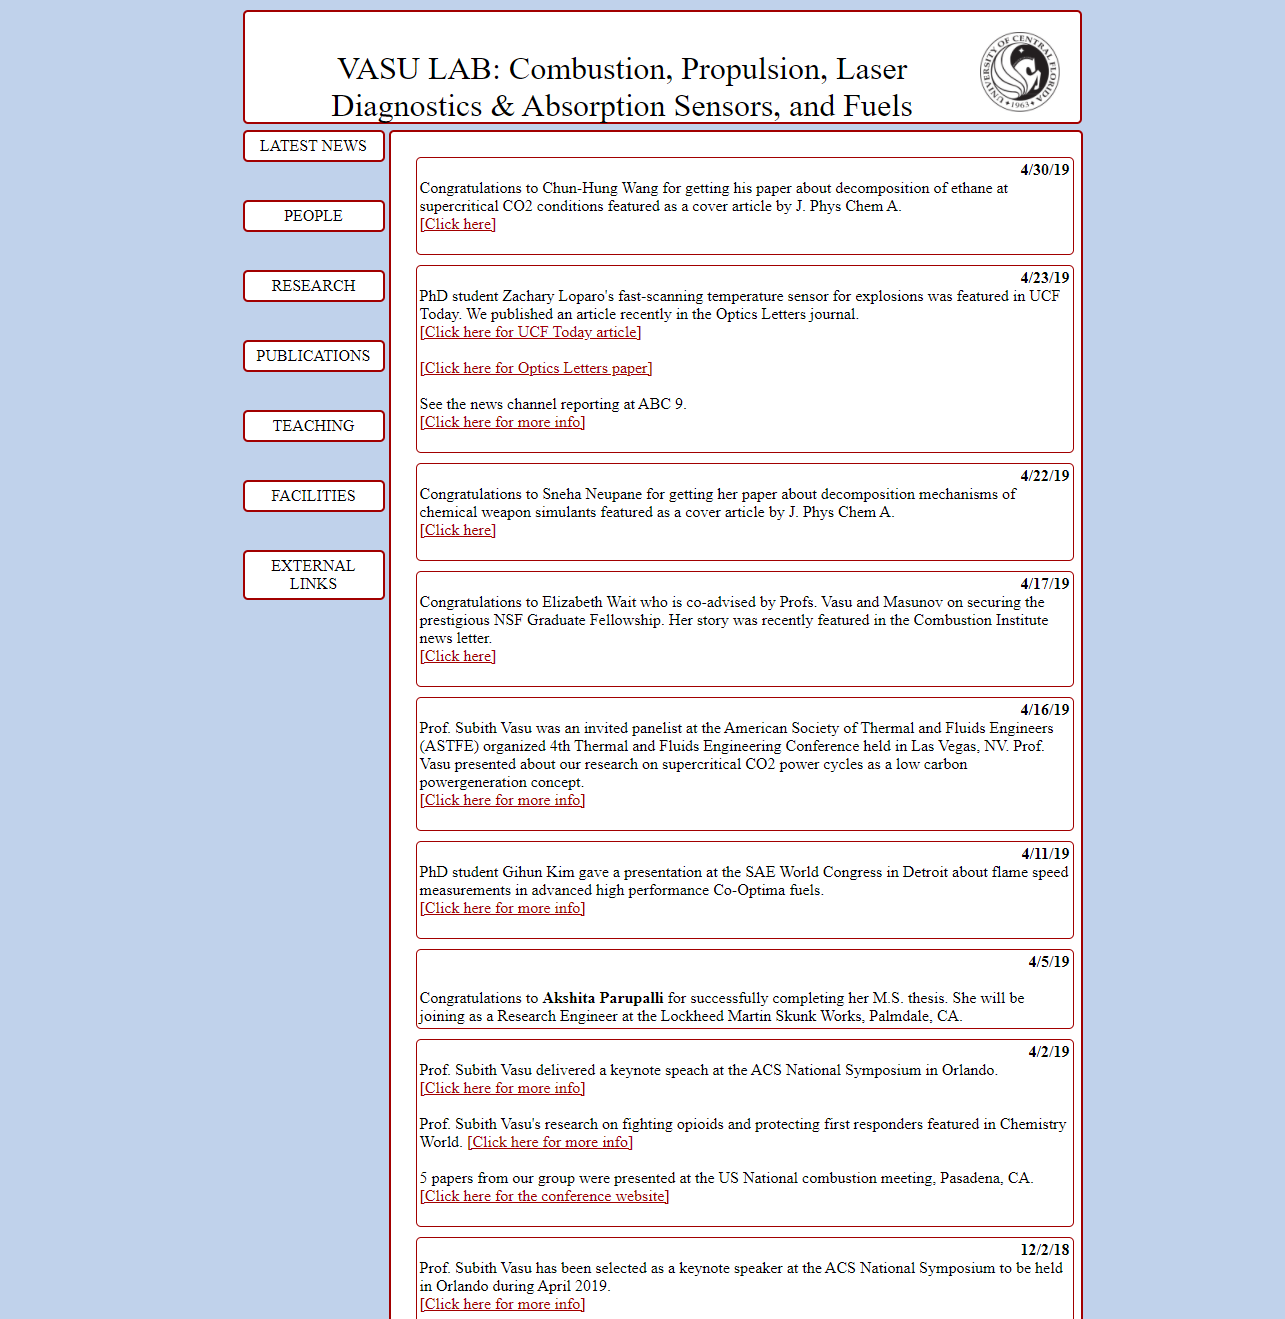 VASU LAB: Combustion, Propulsion, Laser
Diagnostics & Absorption Sensors, and Fuels
UNIVERSITY OF CENTRAL FLORIDA
1963
LATEST NEWS
PEOPLE
RESEARCH
PUBLICATIONS
TEACHING
FACILITIES
EXTERNAL
LINKS
4/30/19
Congratulations to Chun-Hung Wang for getting his paper about decomposition of ethane at
supercritical CO2 conditions featured as a cover article by J. Phys Chem A.
[Click here]
4/23/19
PhD student Zachary Loparo's fast-scanning temperature sensor for explosions was featured in UCF
Today. We published an article recently in the Optics Letters journal.
[Click here for UCF Today article]
[Click here for Optics Letters paper]
See the news channel reporting at ABC 9.
[Click here for more info]
4/22/19
Congratulations to Sneha Neupane for getting her paper about decomposition mechanisms of
chemical weapon simulants featured as a cover article by J. Phys Chem A.
[Click here]
4/17/19
Congratulations to Elizabeth Wait who is co-advised by Profs. Vasu and Masunov on securing the
prestigious NSF Graduate Fellowship. Her story was recently featured in the Combustion Institute
news letter.
[Click here]
4/16/19
Prof. Subith Vasu was an invited panelist at the American Society of Thermal and Fluids Engineers
(ASTFE) organized 4th Thermal and Fluids Engineering Conference held in Las Vegas, NV. Prof.
Vasu presented about our research on supercritical CO2 power cycles as a low carbon
powergeneration concept.
[Click here for more info]
4/11/19
PhD student Gihun Kim gave a presentation at the SAE World Congress in Detroit about flame speed
measurements in advanced high performance Co-Optima fuels.
[Click here for more info]
4/5/19
Congratulations to Akshita Parupalli for successfully completing her M.S. thesis. She will be
joining as a Research Engineer at the Lockheed Martin Skunk Works, Palmdale, CA.
4/2/19
Prof. Subith Vasu delivered a keynote speach at the ACS National Symposium in Orlando.
[Click here for more info]
Prof. Subith Vasu's research on fighting opioids and protecting first responders featured in Chemistry
World. [Click here for more info]
5 papers from our group were presented at the US National combustion meeting, Pasadena, CA.
[Click here for the conference website]
12/2/18
Prof. Subith Vasu has been selected as a keynote speaker at the ACS National Symposium to be held
in Orlando during April 2019.
[Click here for more info]